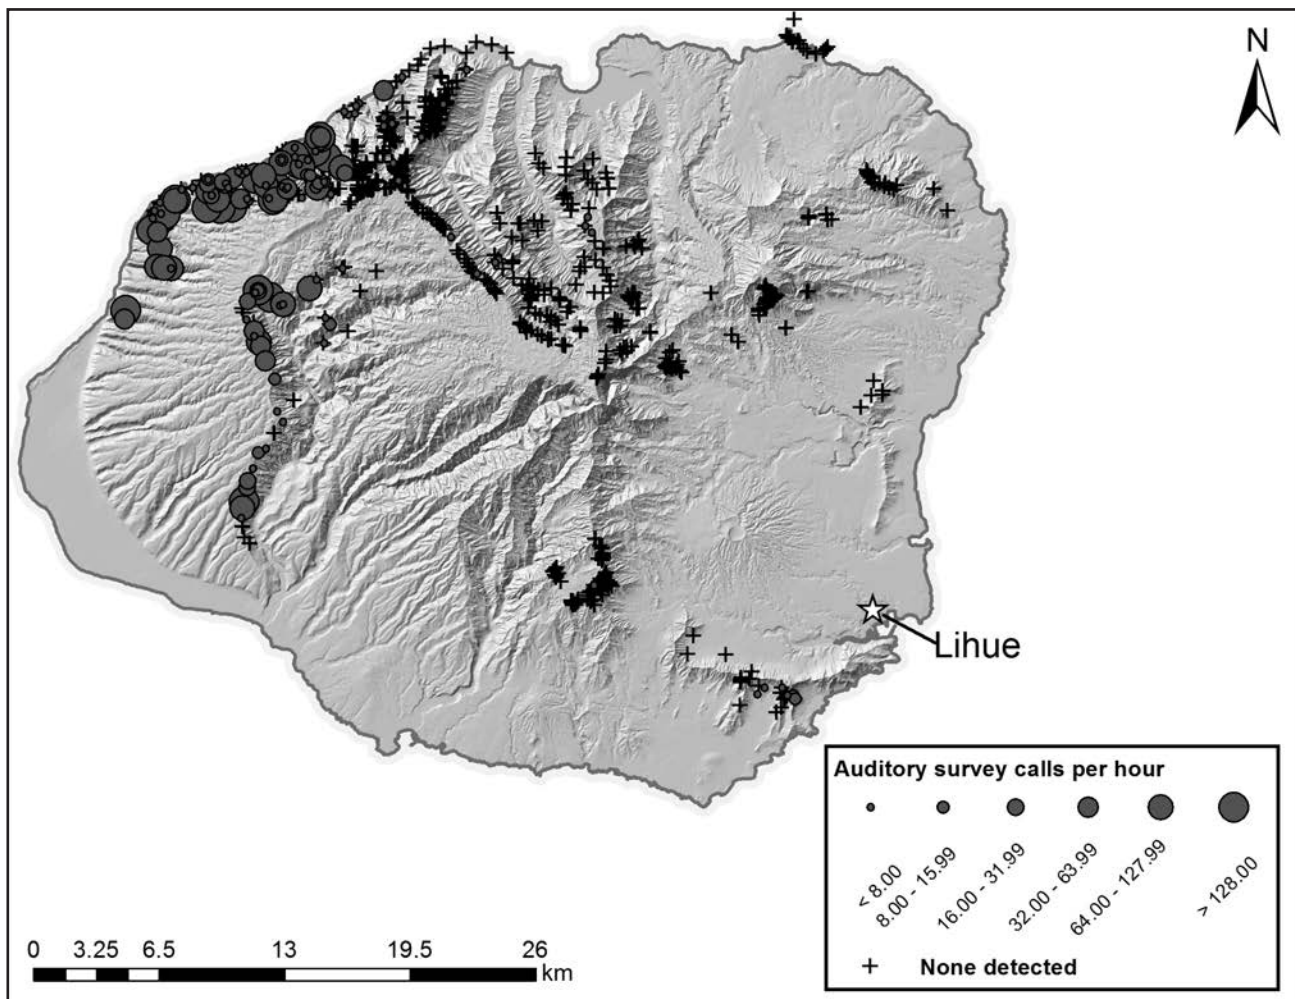 N
Lihue
Auditory survey calls per hour
< 8.00
8.00 - 15.99
16.00 - 31.99
32.00 - 63.99
64.00 - 127.99
> 128.00
None detected
0 3.25 6.5 13 19.5 26
km